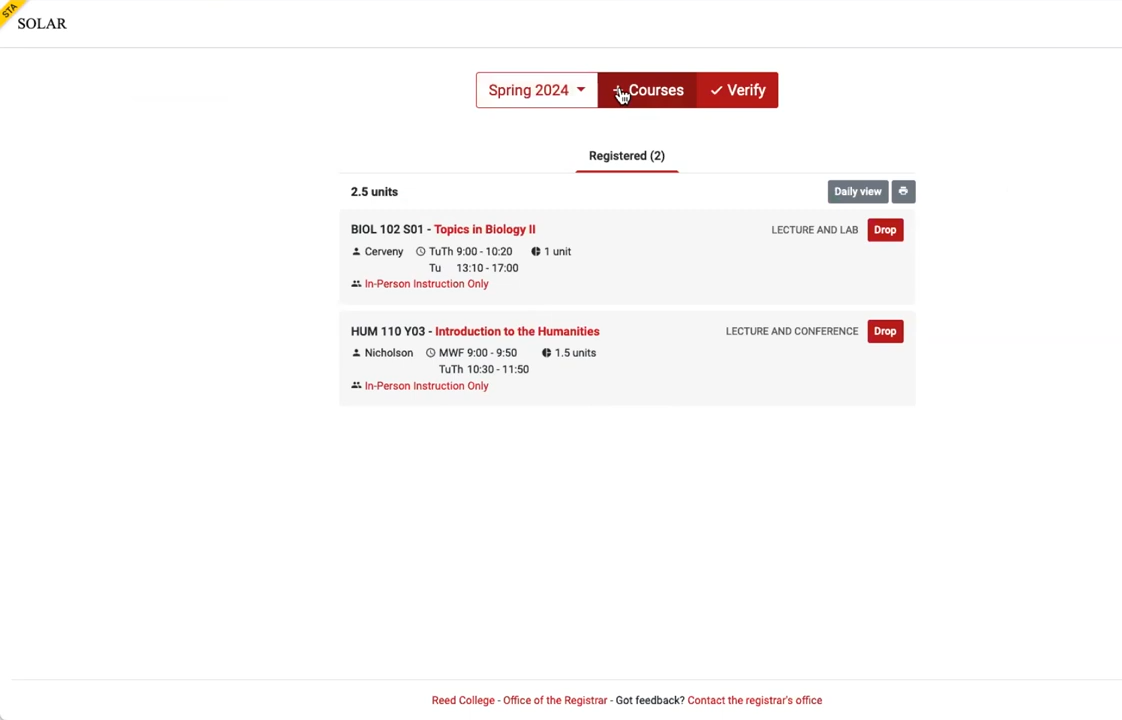 STA
SOLAR
Spring 2024
Courses
Verify
Registered (2)
2.5 units
Daily view
BIOL 102 S01 - Topics in Biology II
LECTURE AND LAB
Drop
Cerveny TuTh 9:00 - 10:20 1 unit
Tu 13:10 - 17:00
In-Person Instruction Only
HUM 110 Y03 - Introduction to the Humanities
LECTURE AND CONFERENCE
Drop
Nicholson MWF 9:00 - 9:50 1.5 units
TuTh 10:30 - 11:50
In-Person Instruction Only
Reed College - Office of the Registrar - Got feedback? Contact the registrar's office